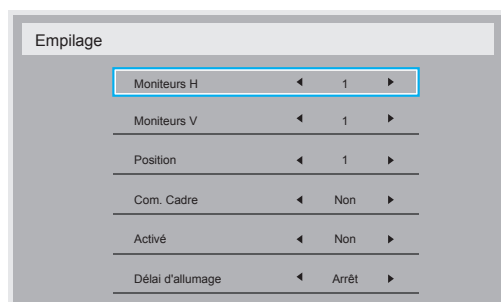 Empilage
Moniteurs H 1
Moniteurs V 1
Position 1
Com. Cadre Non
Activé Non
Délai d'allumage Arrêt